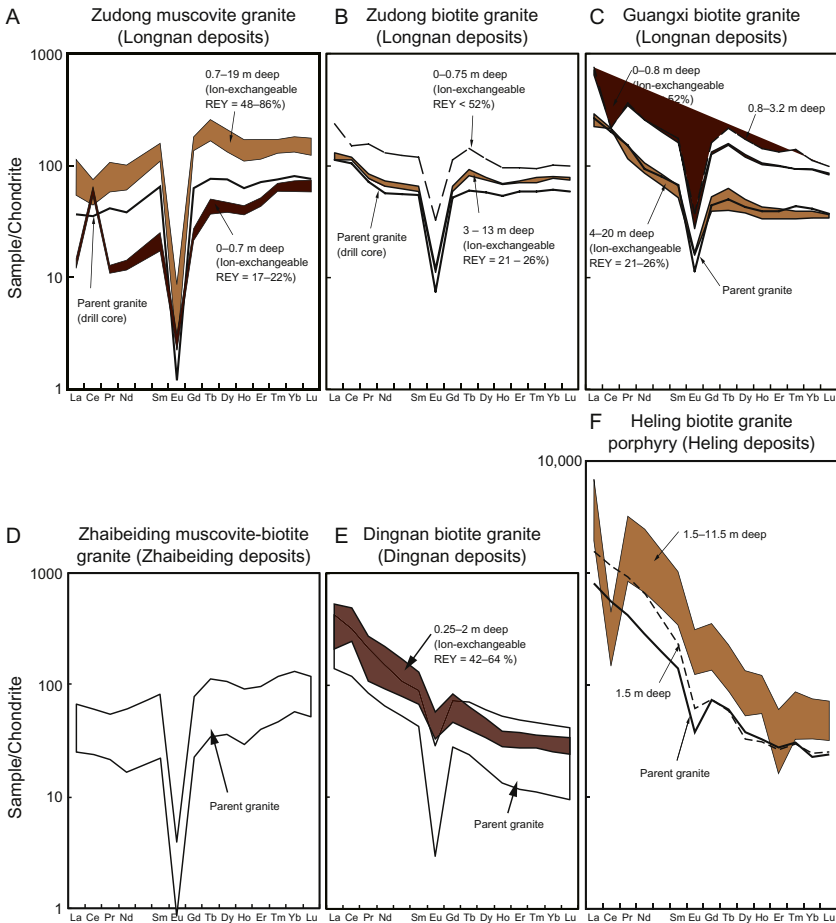 A
Zudong muscovite granite
(Longnan deposits)
1000
100
10
1
Sample/Chondrite
0.7–19 m deep
(Ion-exchangeable
REY = 48–86%)
0–0.7 m deep
(Ion-exchangeable
REY = 17–22%)
Parent granite
(drill core)
La Ce Pr Nd Sm Eu Gd Tb Dy Ho Er Tm Yb Lu
B
Zudong biotite granite
(Longnan deposits)
0–0.75 m deep
(Ion-exchangeable
REY < 52%)
3 – 13 m deep
(Ion-exchangeable
REY = 21 – 26%)
Parent granite
(drill core)
La Ce Pr Nd Sm Eu Gd Tb Dy Ho Er Tm Yb Lu
C
Guangxi biotite granite
(Longnan deposits)
0–0.8 m deep
(Ion-exchangeable
52%)
0.8–3.2 m deep
4–20 m deep
(Ion-exchangeable
REY = 21–26%)
Parent granite
La Ce Pr Nd Sm Eu Gd Tb Dy Ho Er Tm Yb Lu
D
Zhaibeiding muscovite-biotite
granite (Zhaibeiding deposits)
1000
100
10
1
Sample/Chondrite
Parent granite
La Ce Pr Nd Sm Eu Gd Tb Dy Ho Er Tm Yb Lu
E
Dingnan biotite granite
(Dingnan deposits)
0.25–2 m deep
(Ion-exchangeable
REY = 42–64 %)
Parent granite
La Ce Pr Nd Sm Eu Gd Tb Dy Ho Er Tm Yb Lu
F
Heling biotite granite
porphyry (Heling deposits)
10,000
1.5–11.5 m deep
1.5 m deep
Parent granite
La Ce Pr Nd Sm Eu Gd Tb Dy Ho Er Tm Yb Lu